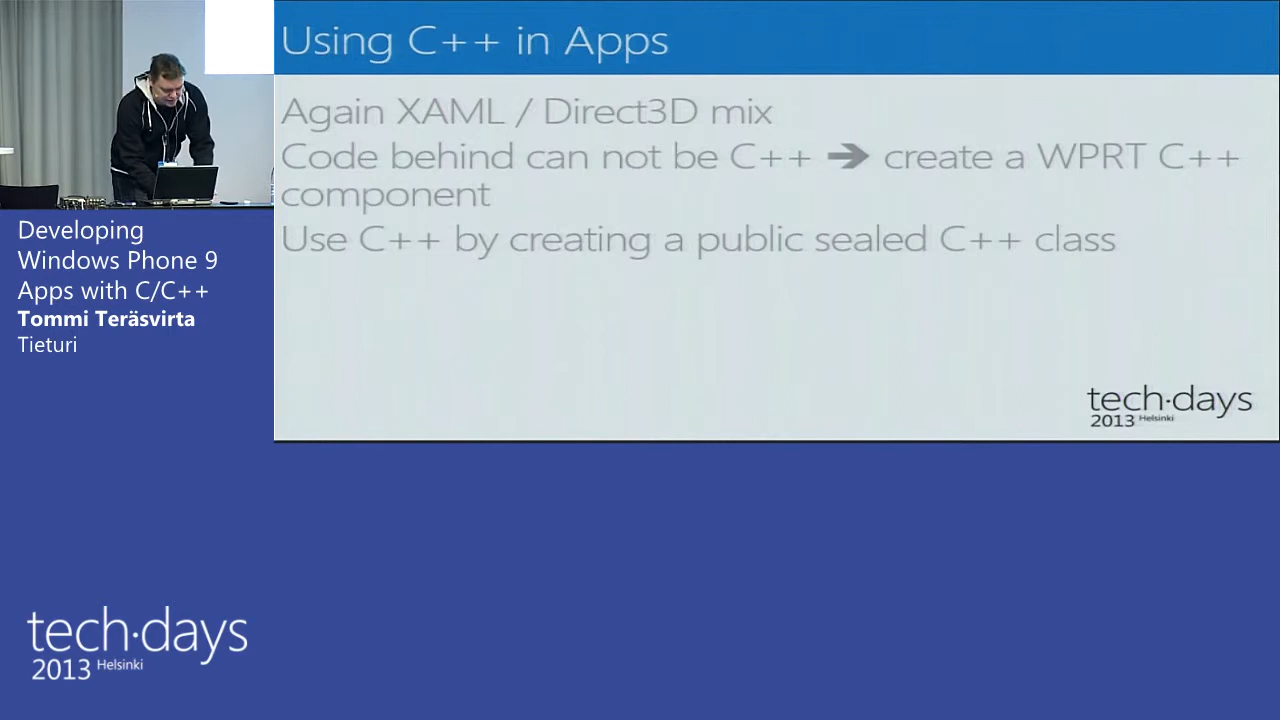 Using C++ in Apps
Again XAML / Direct3D mix
Code behind can not be C++ ➔ create a WPRT C++
component
Use C++ by creating a public sealed C++ class
tech·days
2013 Helsinki
Developing
Windows Phone 9
Apps with C/C++
Tommi Teräsvirta
Tieturi
tech·days
2013 Helsinki